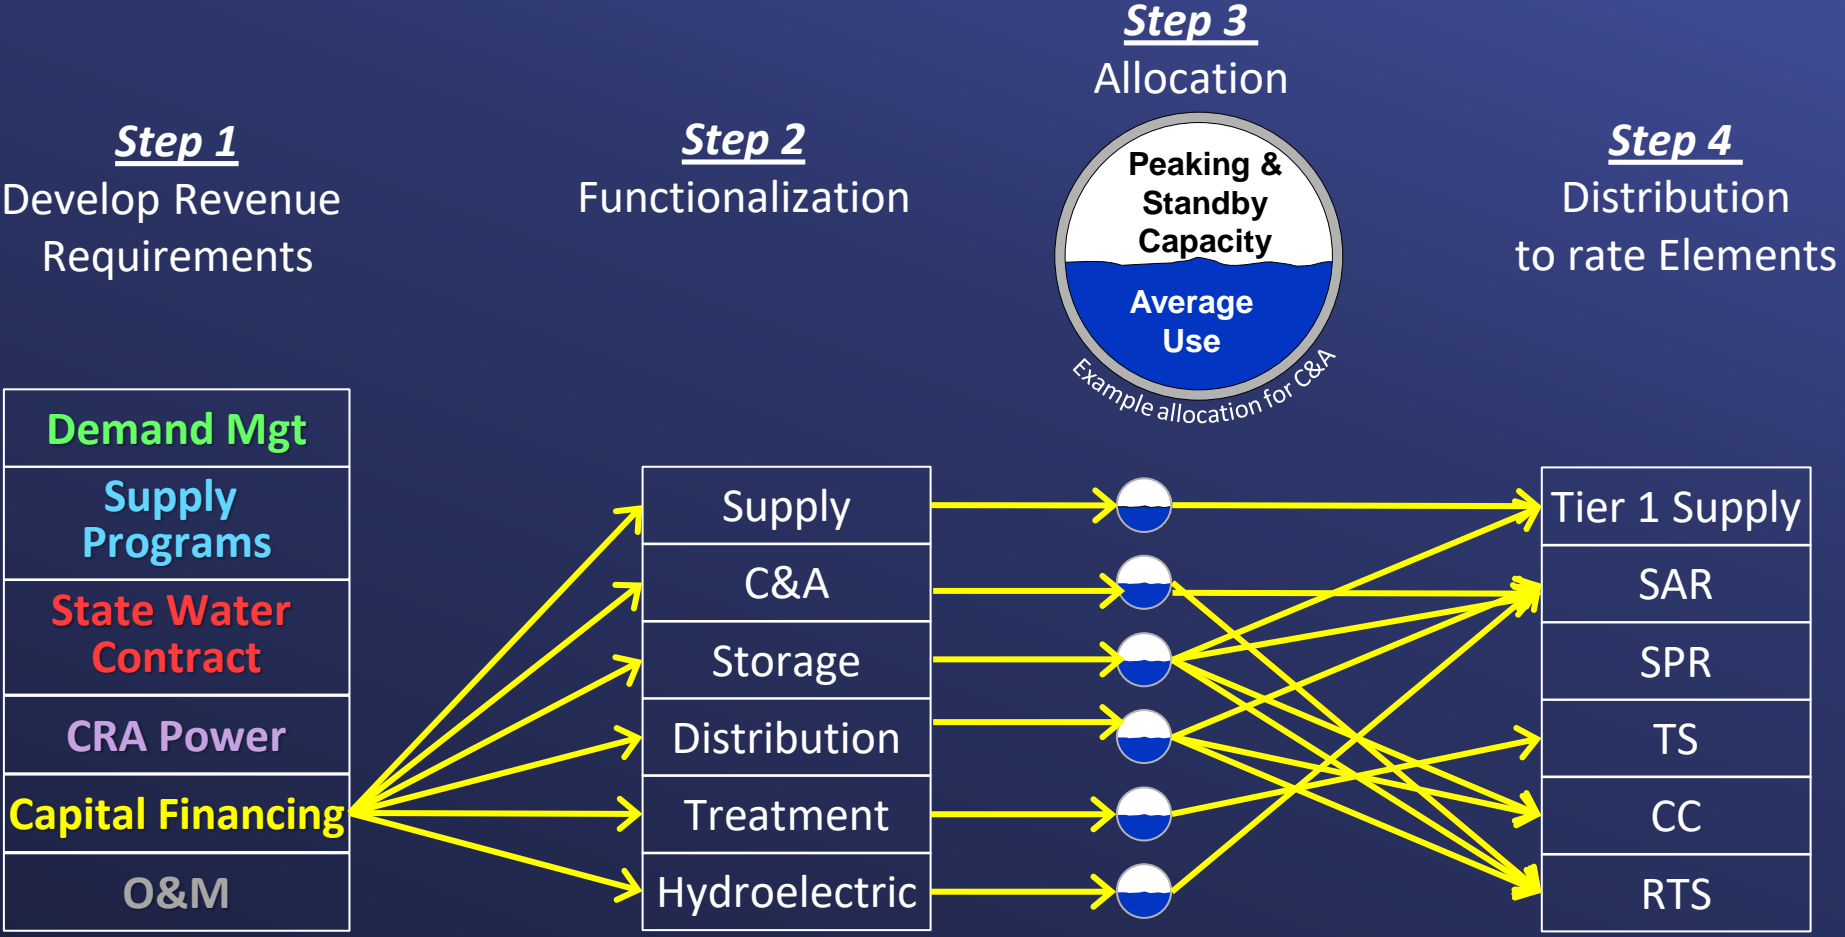 Step 1
Develop Revenue
Requirements
Step 2
Functionalization
Step 3
Allocation
Peaking &
Standby
Capacity
Average
Use
Example allocation for C&A
Step 4
Distribution
to rate Elements
Demand Mgt
Supply
Programs
State Water
Contract
CRA Power
Capital Financing
O&M
Supply
C&A
Storage
Distribution
Treatment
Hydroelectric
Tier 1 Supply
SAR
SPR
TS
CC
RTS